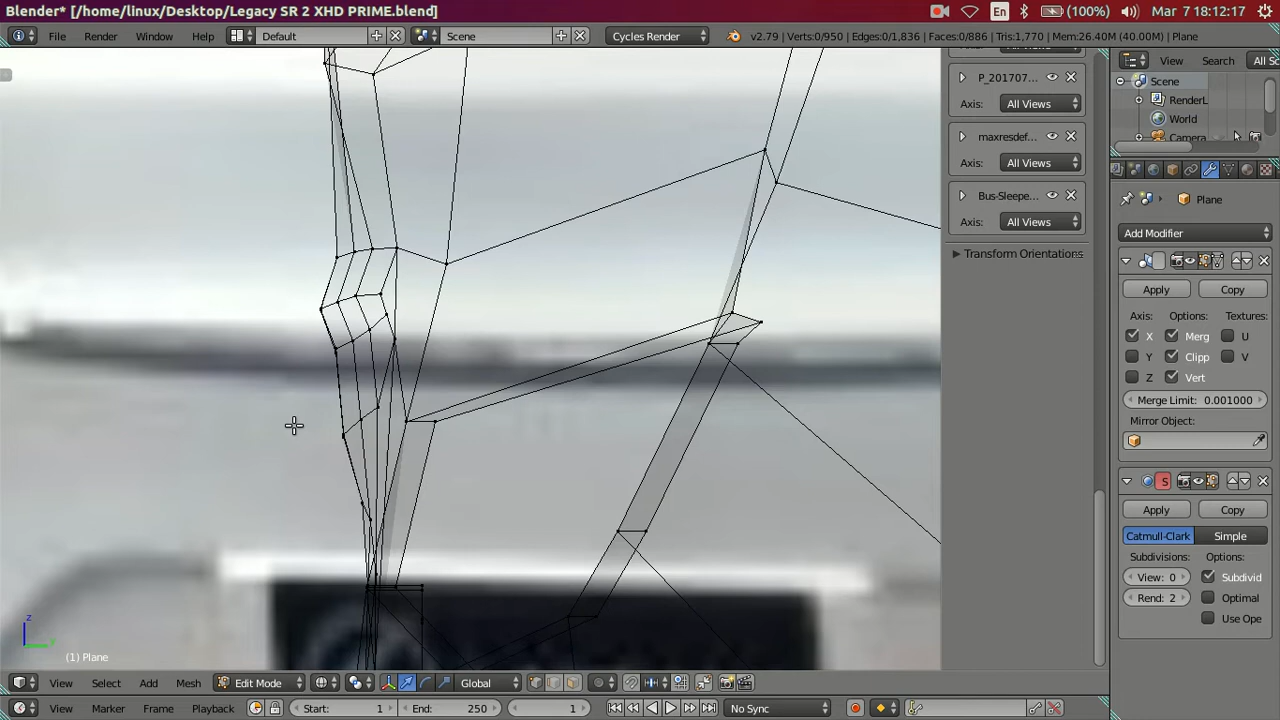 Blender* [/home/linux/Desktop/Legacy SR 2 XHD PRIME.blend] En (100%) Mar 7 18:12:17
File Render Window Help Default Scene Cycles Render v2.79 | Verts:0/950 | Edges:0/1,836 | Faces:0/886 | Tris:1,770 | Mem:26.40M (40.00M) | Plane
View Search All Sc
P_201707...
Axis: All Views
maxresdef...
Axis: All Views
Bus-Sleepe...
Axis: All Views
Transform Orientations
Scene
RenderL
World
Camera
Plane
Add Modifier
Apply Copy
Axis: Options: Textures:
X Merg U
Y Clipp V
Z Vert
Merge Limit: 0.001000
Mirror Object:
S
Apply Copy
Catmull-Clark Simple
Subdivisions: Options:
View: 0 Subdivid
Rend: 2 Optimal
Use Ope
z
y
(1) Plane
View Select Add Mesh Edit Mode Global
View Marker Frame Playback Start: 1 End: 250 1 No Sync